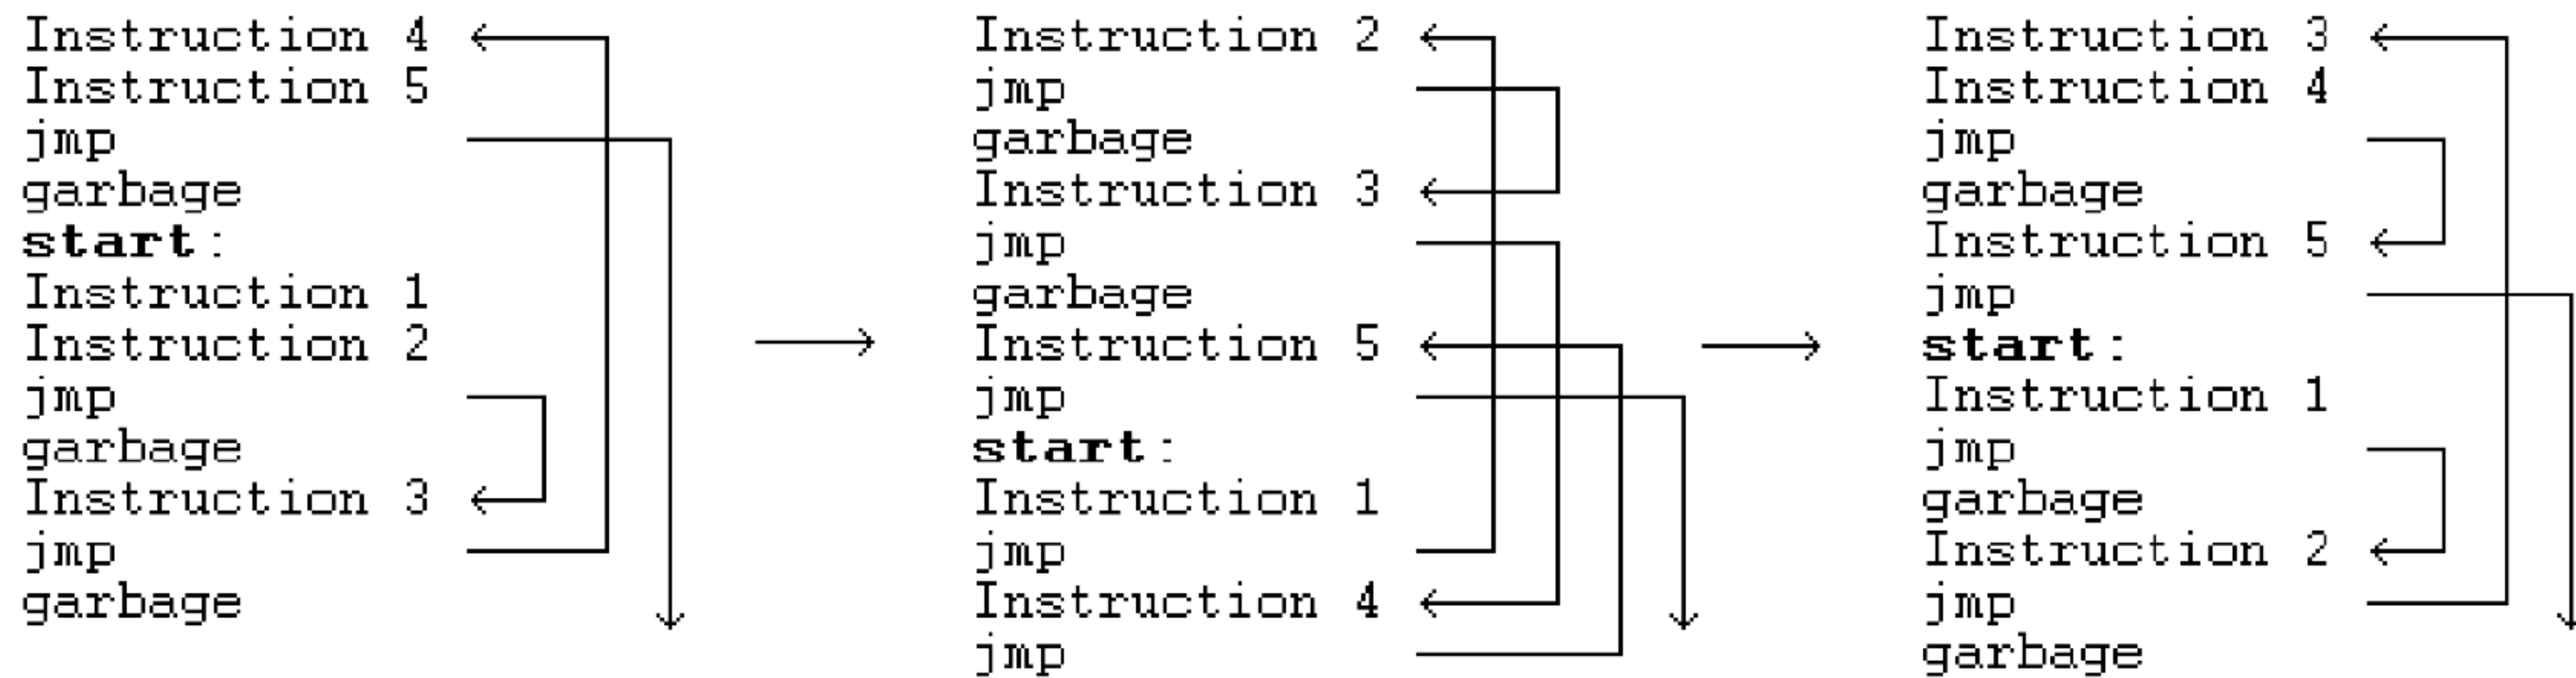 Instruction 4
Instruction 5
jmp
garbage
start:
Instruction 1
Instruction 2
jmp
garbage
Instruction 3
jmp
garbage
Instruction 2
jmp
garbage
Instruction 3
jmp
garbage
Instruction 5
jmp
start:
Instruction 1
jmp
Instruction 4
jmp
Instruction 3
Instruction 4
jmp
garbage
Instruction 5
jmp
start:
Instruction 1
jmp
garbage
Instruction 2
jmp
garbage